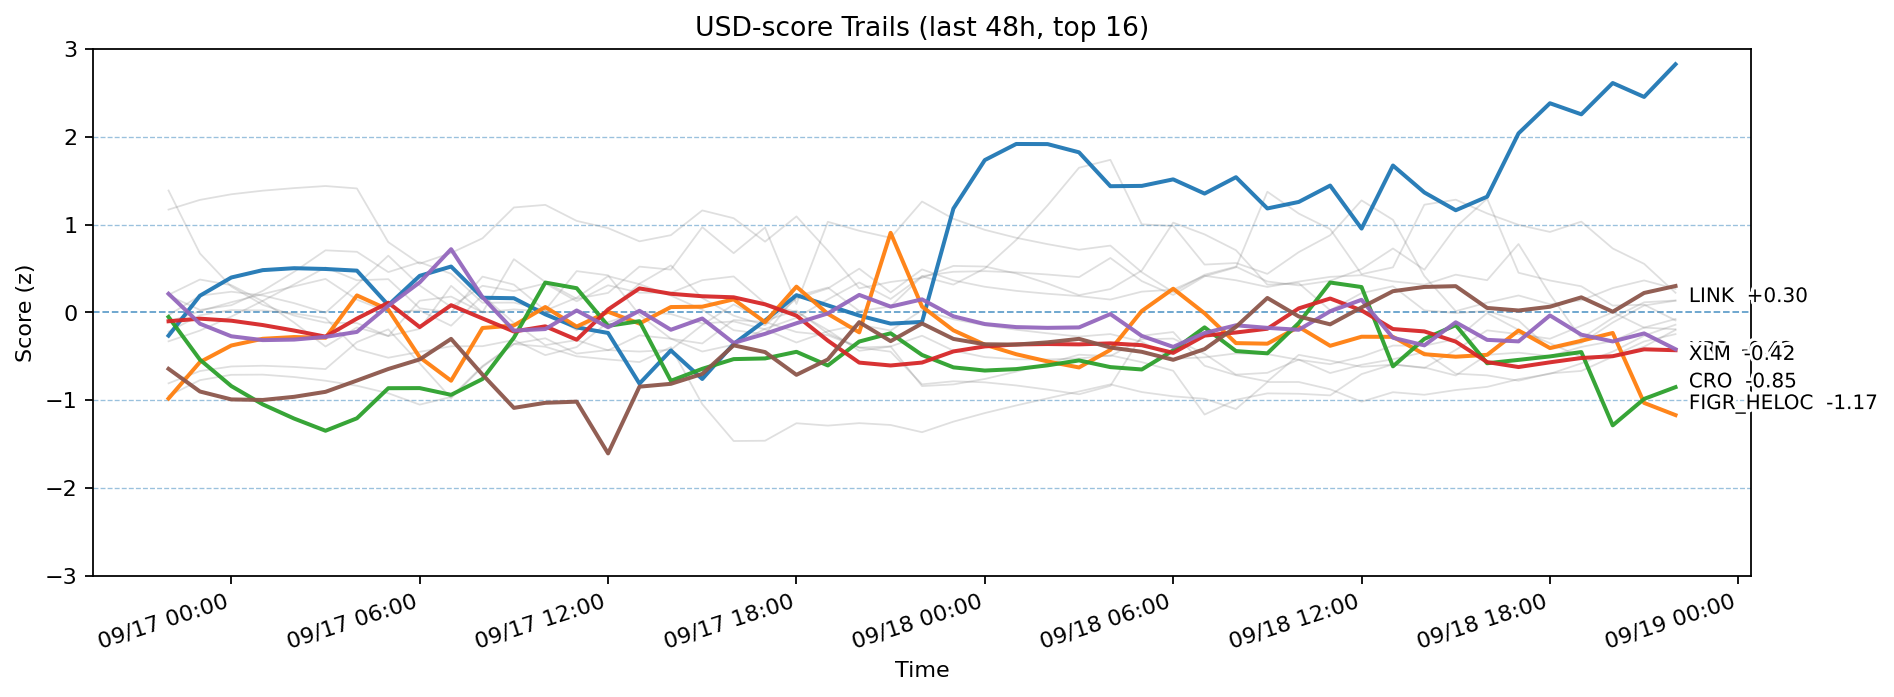 USD-score Trails (last 48h, top 16)
Score (z)
3
2
1
0
−1
−2
−3
LINK +0.30
XLM -0.42
CRO -0.85
FIGR_HELOC -1.17
09/17 00:00
09/17 06:00
09/17 12:00
09/17 18:00
09/18 00:00
09/18 06:00
09/18 12:00
09/18 18:00
09/19 00:00
Time